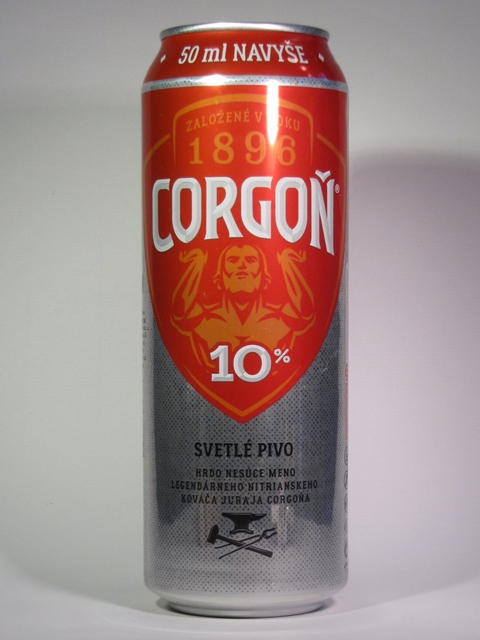 50 ml NAVYŠE
ZALOŽENÉ V ROKU
1896
CORGOŇ®
10%
SVETLÉ PIVO
HRDO NESÚCE MENO
LEGENDÁRNEHO NITRIANSKEHO
KOVÁČA JURAJA CORGOŇA